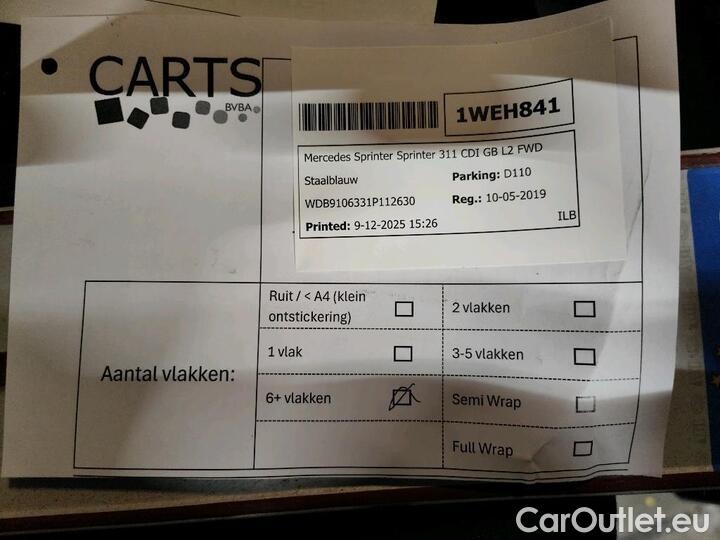 CARTS
BVBA
1WEH841
Mercedes Sprinter Sprinter 311 CDI GB L2 FWD
Staalblauw
Parking: D110
WDB9106331P112630
Reg.: 10-05-2019
Printed: 9-12-2025 15:26
ILB
Aantal vlakken:
Ruit / < A4 (klein
ontstickering)
2 vlakken
1 vlak
3-5 vlakken
6+ vlakken
Semi Wrap
Full Wrap
CarOutlet.eu